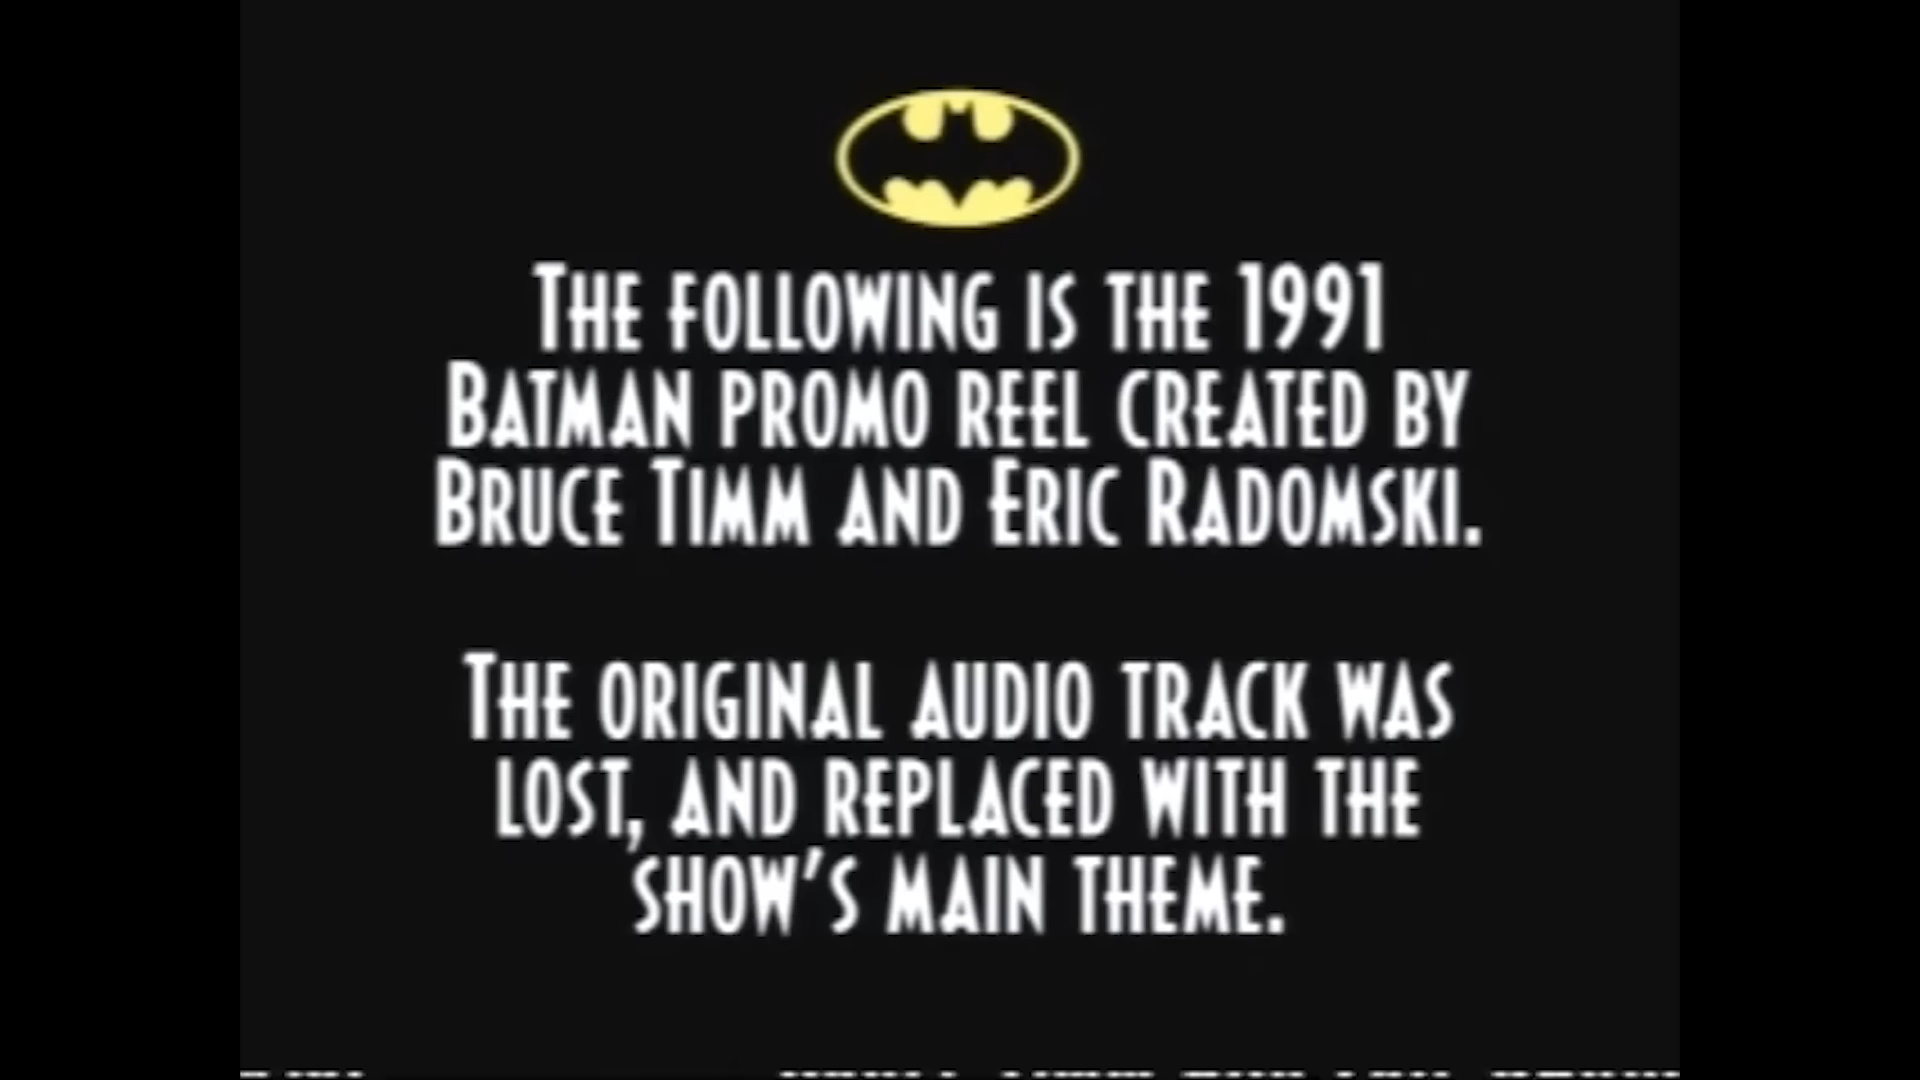 The following is the 1991
Batman promo reel created by
Bruce Timm and Eric Radomski.
The original audio track was
lost, and replaced with the
show's main theme.